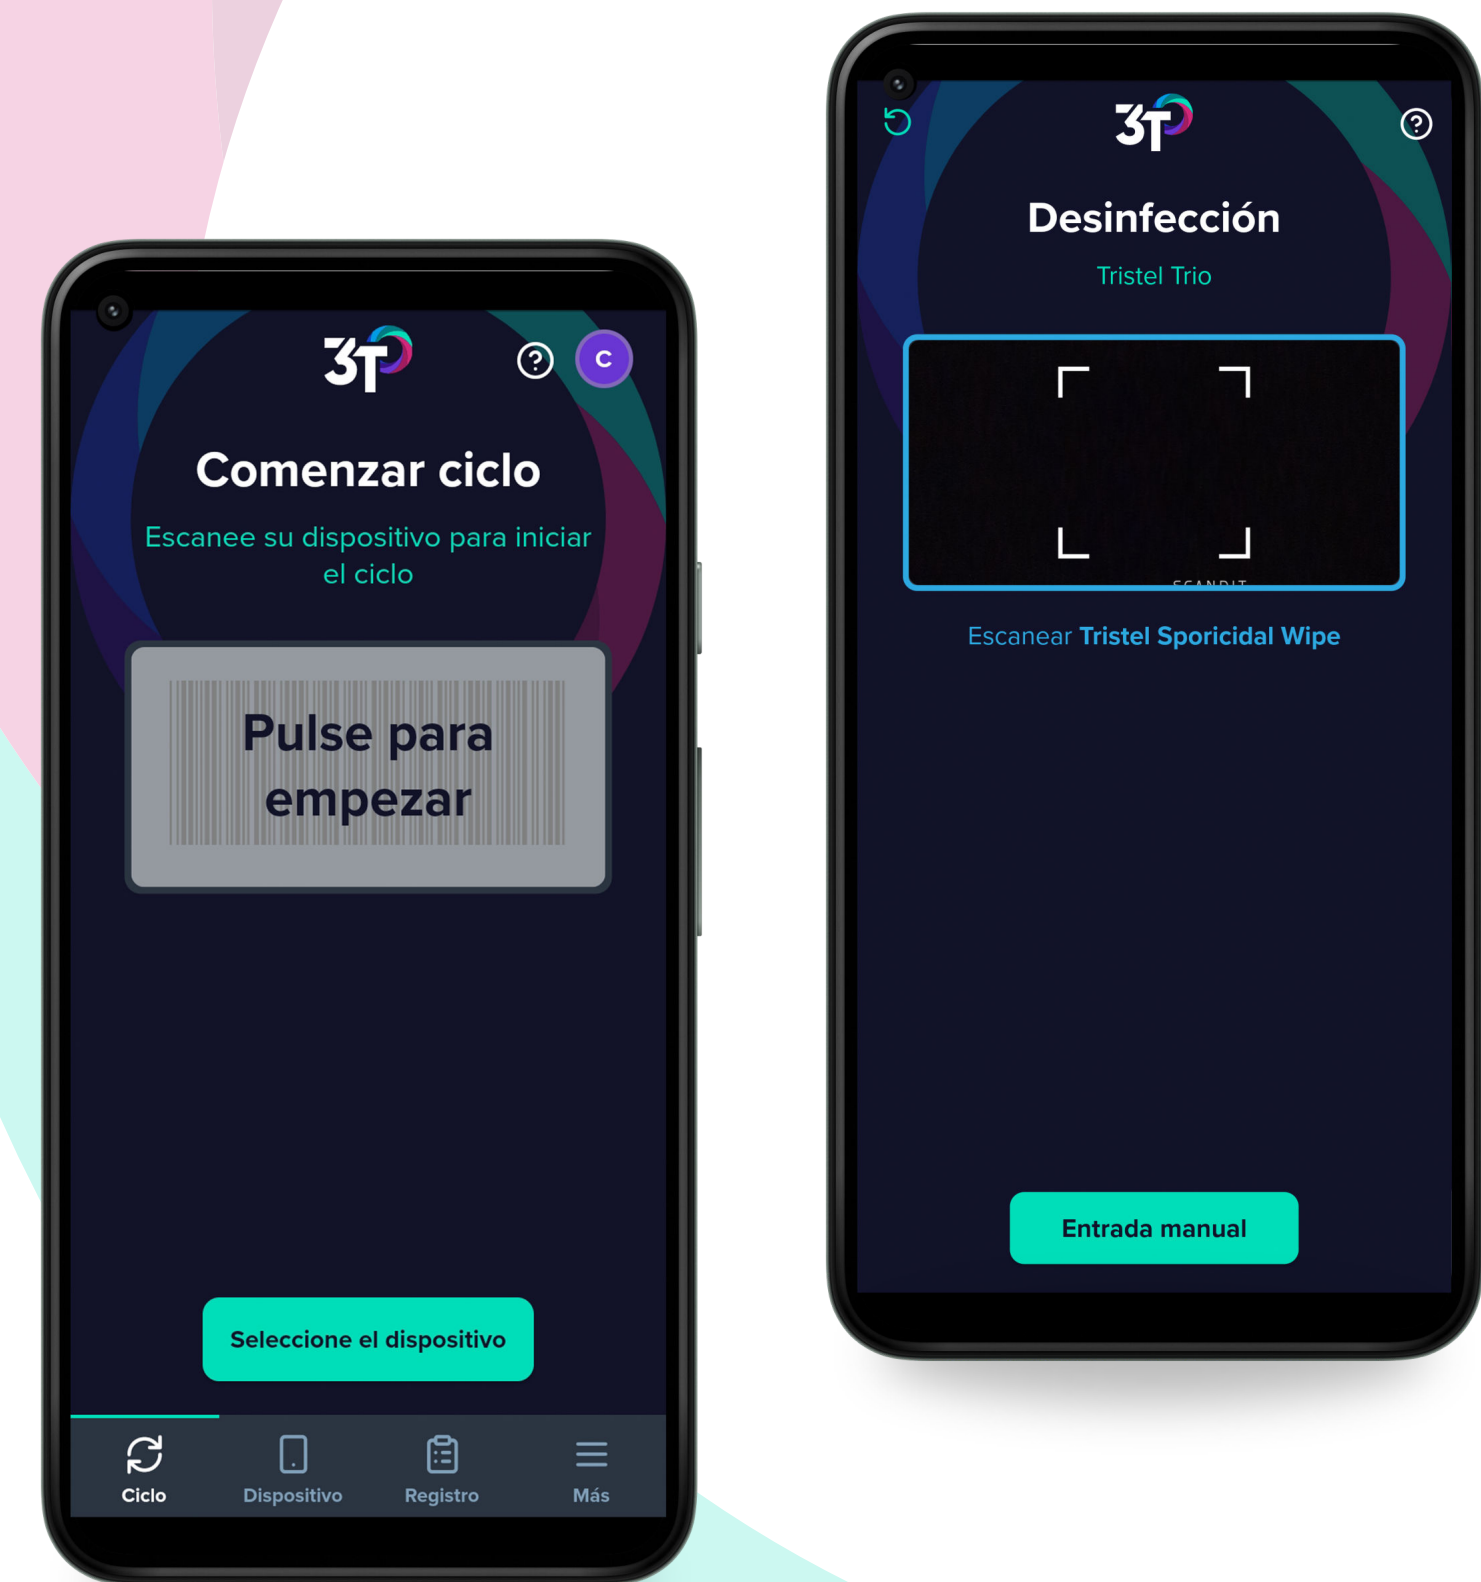 3T
C
Comenzar ciclo
Escanee su dispositivo para iniciar
el ciclo
Pulse para
empezar
Seleccione el dispositivo
Ciclo
Dispositivo
Registro
Más
3T
Desinfección
Tristel Trio
SCANDIT
Escanear Tristel Sporicidal Wipe
Entrada manual